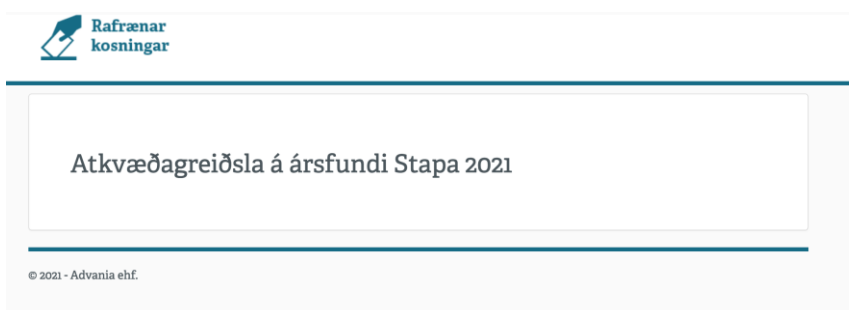 Rafrænar
kosningar
Atkvæðagreiðsla á ársfundi Stapa 2021
© 2021 - Advania ehf.